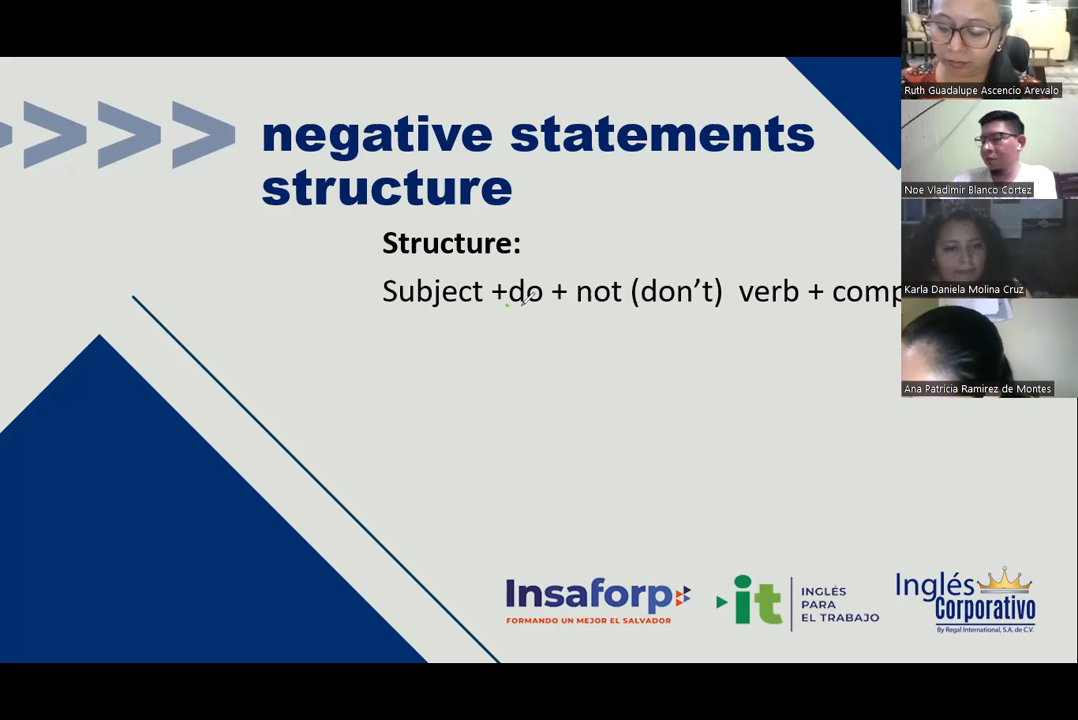 negative statements
structure
Structure:
Subject +do + not (don't) verb + comp
Insaforp
FORMANDO UN MEJOR EL SALVADOR
it
INGLÉS
PARA
EL TRABAJO
Inglés
Corporativo
By Regal International, S.A. de C.V.
Ruth Guadalupe Ascencio Arevalo
Noe Vladimir Blanco Cortez
Karla Daniela Molina Cruz
Ana Patricia Ramirez de Montes